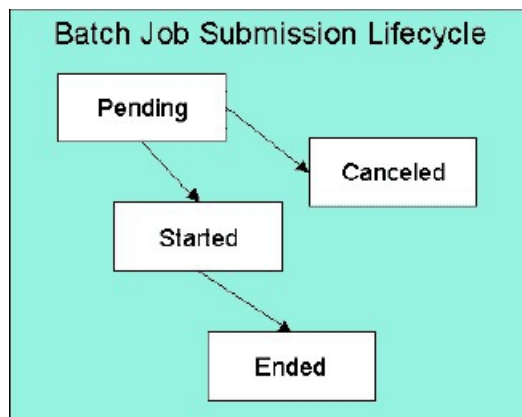 Batch Job Submission Lifecycle
Pending
Canceled
Started
Ended